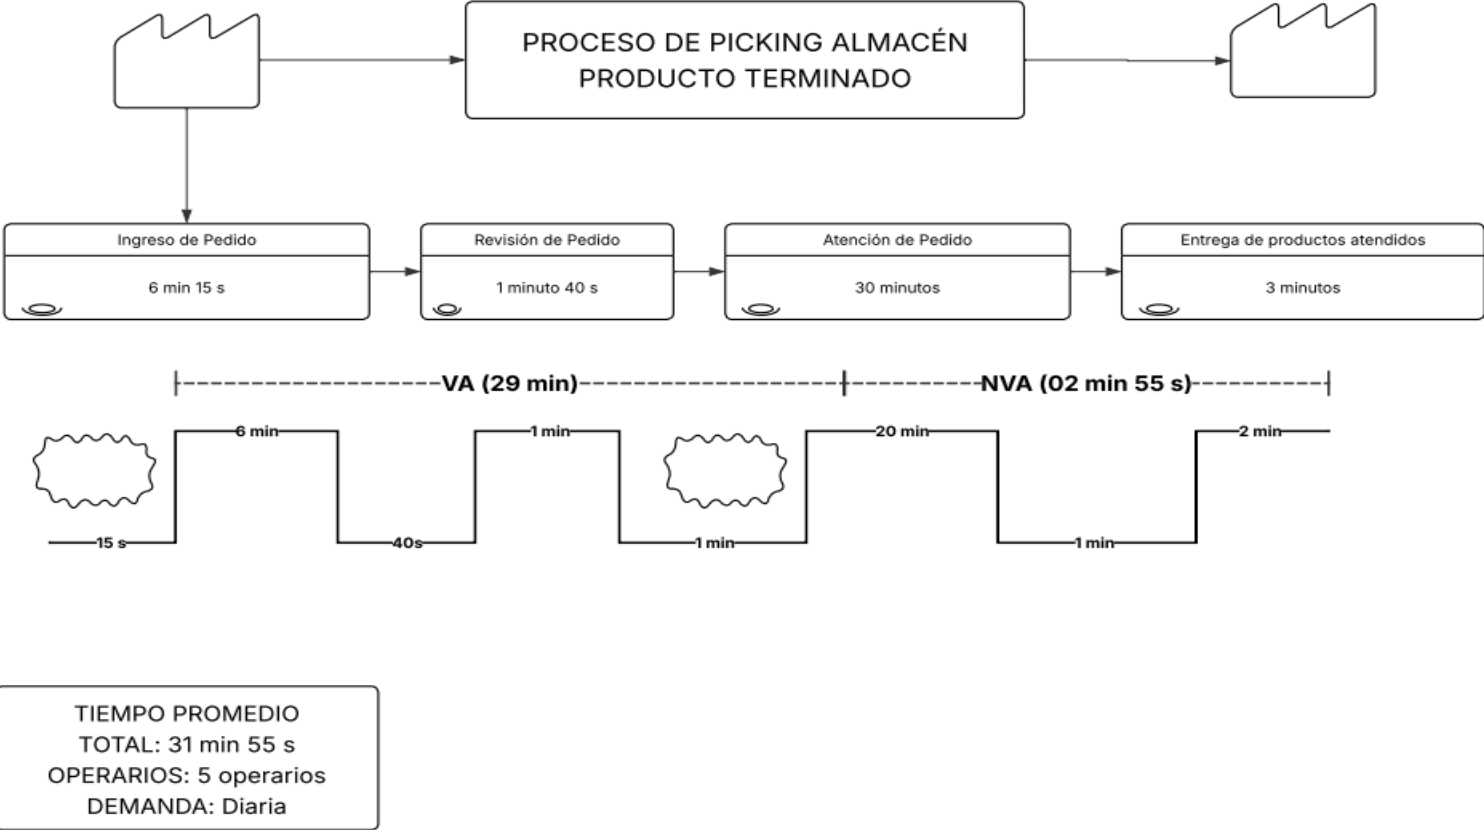 PROCESO DE PICKING ALMACÉN
PRODUCTO TERMINADO
Ingreso de Pedido
6 min 15 s
Revisión de Pedido
1 minuto 40 s
Atención de Pedido
30 minutos
Entrega de productos atendidos
3 minutos
VA (29 min)
NVA (02 min 55 s)
6 min
1 min
20 min
2 min
15 s
40s
1 min
1 min
TIEMPO PROMEDIO
TOTAL: 31 min 55 s
OPERARIOS: 5 operarios
DEMANDA: Diaria